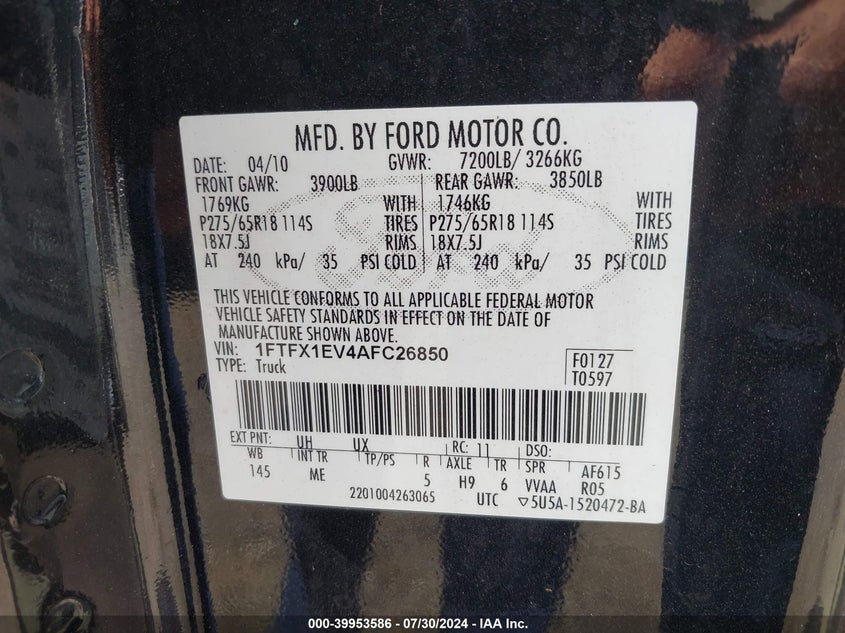 MFD. BY FORD MOTOR CO.
DATE: 04/10 GVWR: 7200LB/ 3266KG
FRONT GAWR: 3900LB REAR GAWR: 3850LB
1769KG WITH 1746KG WITH
P275/65R18 114S TIRES P275/65R18 114S TIRES
18X7.5J RIMS 18X7.5J RIMS
AT 240 kPa/ 35 PSI COLD AT 240 kPa/ 35 PSI COLD
THIS VEHICLE CONFORMS TO ALL APPLICABLE FEDERAL MOTOR
VEHICLE SAFETY STANDARDS IN EFFECT ON THE DATE OF
MANUFACTURE SHOWN ABOVE.
VIN: 1FTFX1EV4AFC26850 F0127
TYPE: Truck T0597
EXT PNT: UH UX RC: 11 DSO:
WB INT TR TP/PS R AXLE TR SPR AF615
145 ME 5 H9 6 VVAA R05
2201004263065 UTC ▽5U5A-1520472-BA
Ford
000-39953586 / 07/30/2024 - IAA Inc.